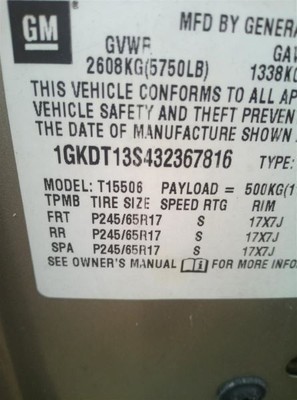 GM
MFD BY GENERA
GVWR GAW
2608KG(5750LB) 1338KG
THIS VEHICLE CONFORMS TO ALL AP
VEHICLE SAFETY AND THEFT PREVEN
THE DATE OF MANUFACTURE SHOWN
1GKDT13S432367816 TYPE:
MODEL: T15506 PAYLOAD = 500KG(1
TPMB TIRE SIZE SPEED RTG RIM
FRT P245/65R17 S 17X7J
RR P245/65R17 S 17X7J
SPA P245/65R17 S 17X7J
SEE OWNER'S MANUAL FOR MORE INFO